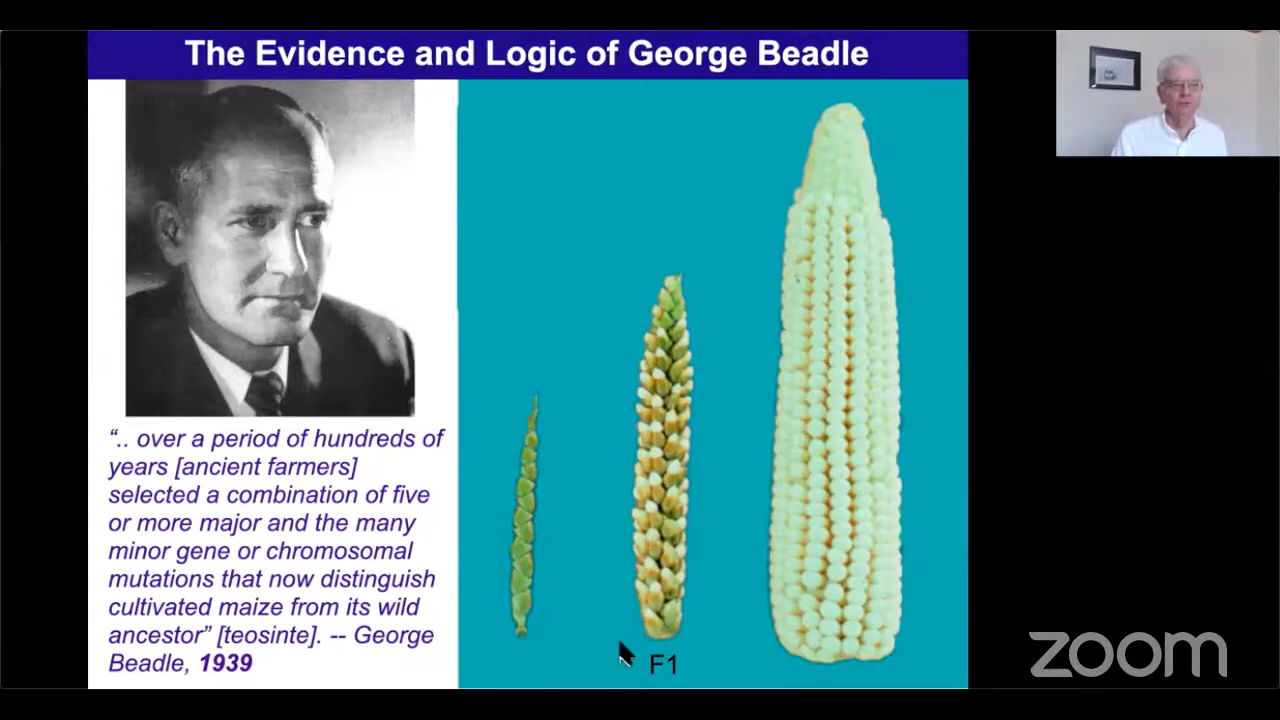 The Evidence and Logic of George Beadle
“.. over a period of hundreds of
years [ancient farmers]
selected a combination of five
or more major and the many
minor gene or chromosomal
mutations that now distinguish
cultivated maize from its wild
ancestor” [teosinte]. -- George
Beadle, 1939
F1
zoom